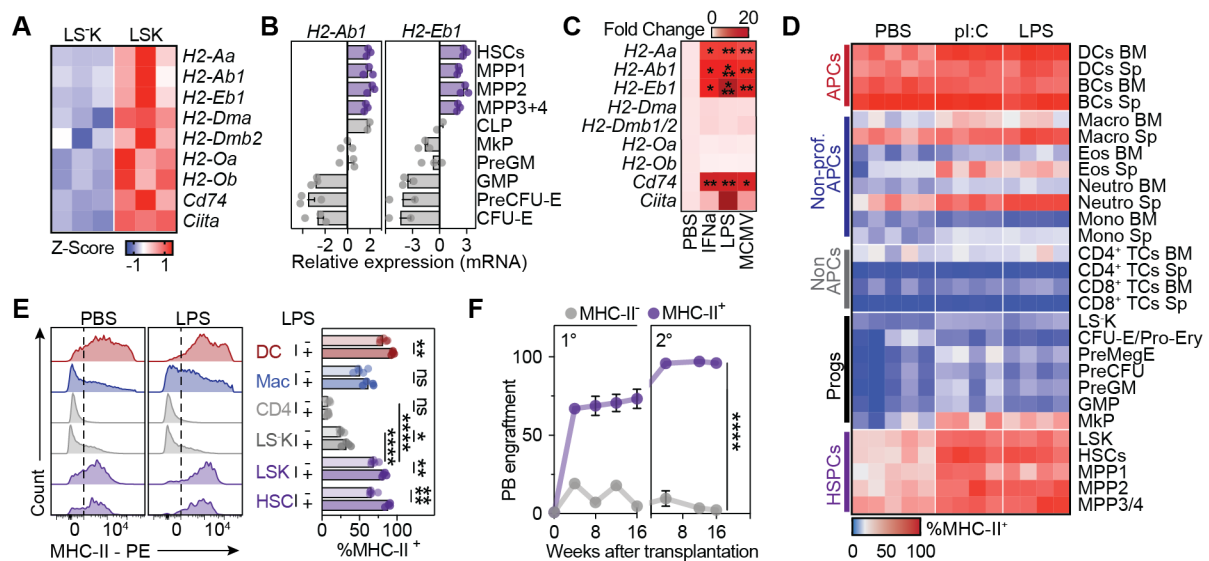 A
LS⁻K LSK
H2-Aa
H2-Ab1
H2-Eb1
H2-Dma
H2-Dmb2
H2-Oa
H2-Ob
Cd74
Ciita
Z-Score
-1 1
B
H2-Ab1 H2-Eb1
HSCs
MPP1
MPP2
MPP3+4
CLP
MkP
PreGM
GMP
PreCFU-E
CFU-E
-4 -2 0 2 -3 0 3
Relative expression (mRNA)
C
Fold Change 0 20
H2-Aa * ** **
H2-Ab1 * *** **
H2-Eb1 * *** **
H2-Dma
H2-Dmb1/2
H2-Oa
H2-Ob
Cd74 ** ** *
Ciita
PBS
IFNa
LPS
MCMV
D
PBS pI:C LPS
APCs
DCs BM
DCs Sp
BCs BM
BCs Sp
Non-prof. APCs
Macro BM
Macro Sp
Eos BM
Eos Sp
Neutro BM
Neutro Sp
Mono BM
Mono Sp
Non APCs
CD4⁺ TCs BM
CD4⁺ TCs Sp
CD8⁺ TCs BM
CD8⁺ TCs Sp
Progs
LS⁻K
CFU-E/Pro-Ery
PreMegE
PreCFU
PreGM
GMP
MkP
HSPCs
LSK
HSCs
MPP1
MPP2
MPP3/4
%MHC-II⁺
0 50 100
E
PBS LPS LPS
DC - + **
Mac - + ns
CD4 - + ns
LS⁻K - + *
LSK - + **
HSC - + ****
**** ****
Count
0 10⁴ 0 10⁴
MHC-II - PE
0 50 100
%MHC-II⁺
F
MHC-II⁻ MHC-II⁺
1° 2°
PB engraftment
100
50
0
0 8 16 0 8 16
Weeks after transplantation
****